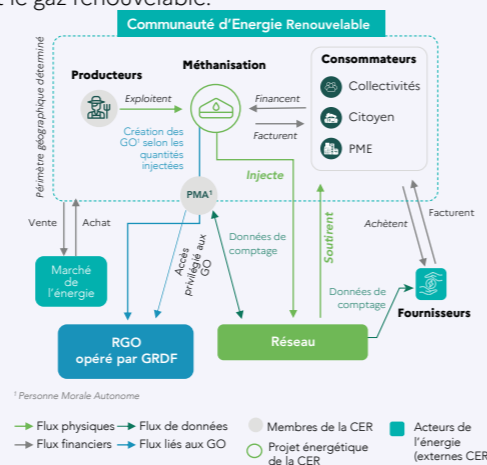 t le gaz renouvelable.
Communauté d'Energie Renouvelable
Périmètre géographique déterminé
Producteurs
Méthanisation
Consommateurs
Collectivités
Citoyen
PME
Exploitent
Financent
Facturent
Création des
GO¹ selon les
quantités
injectées
Injecte
PMA¹
Soutirent
Vente
Achat
Accès
privilégié aux
GO
Données de
comptage
Achètent
Facturent
Marché
de
l'énergie
Données de
comptage
Fournisseurs
RGO
opéré par GRDF
Réseau
¹ Personne Morale Autonome
Flux physiques
Flux de données
Flux financiers
Flux liés aux GO
Membres de la CER
Projet énergétique
de la CER
Acteurs de
l'énergie
(externes CER